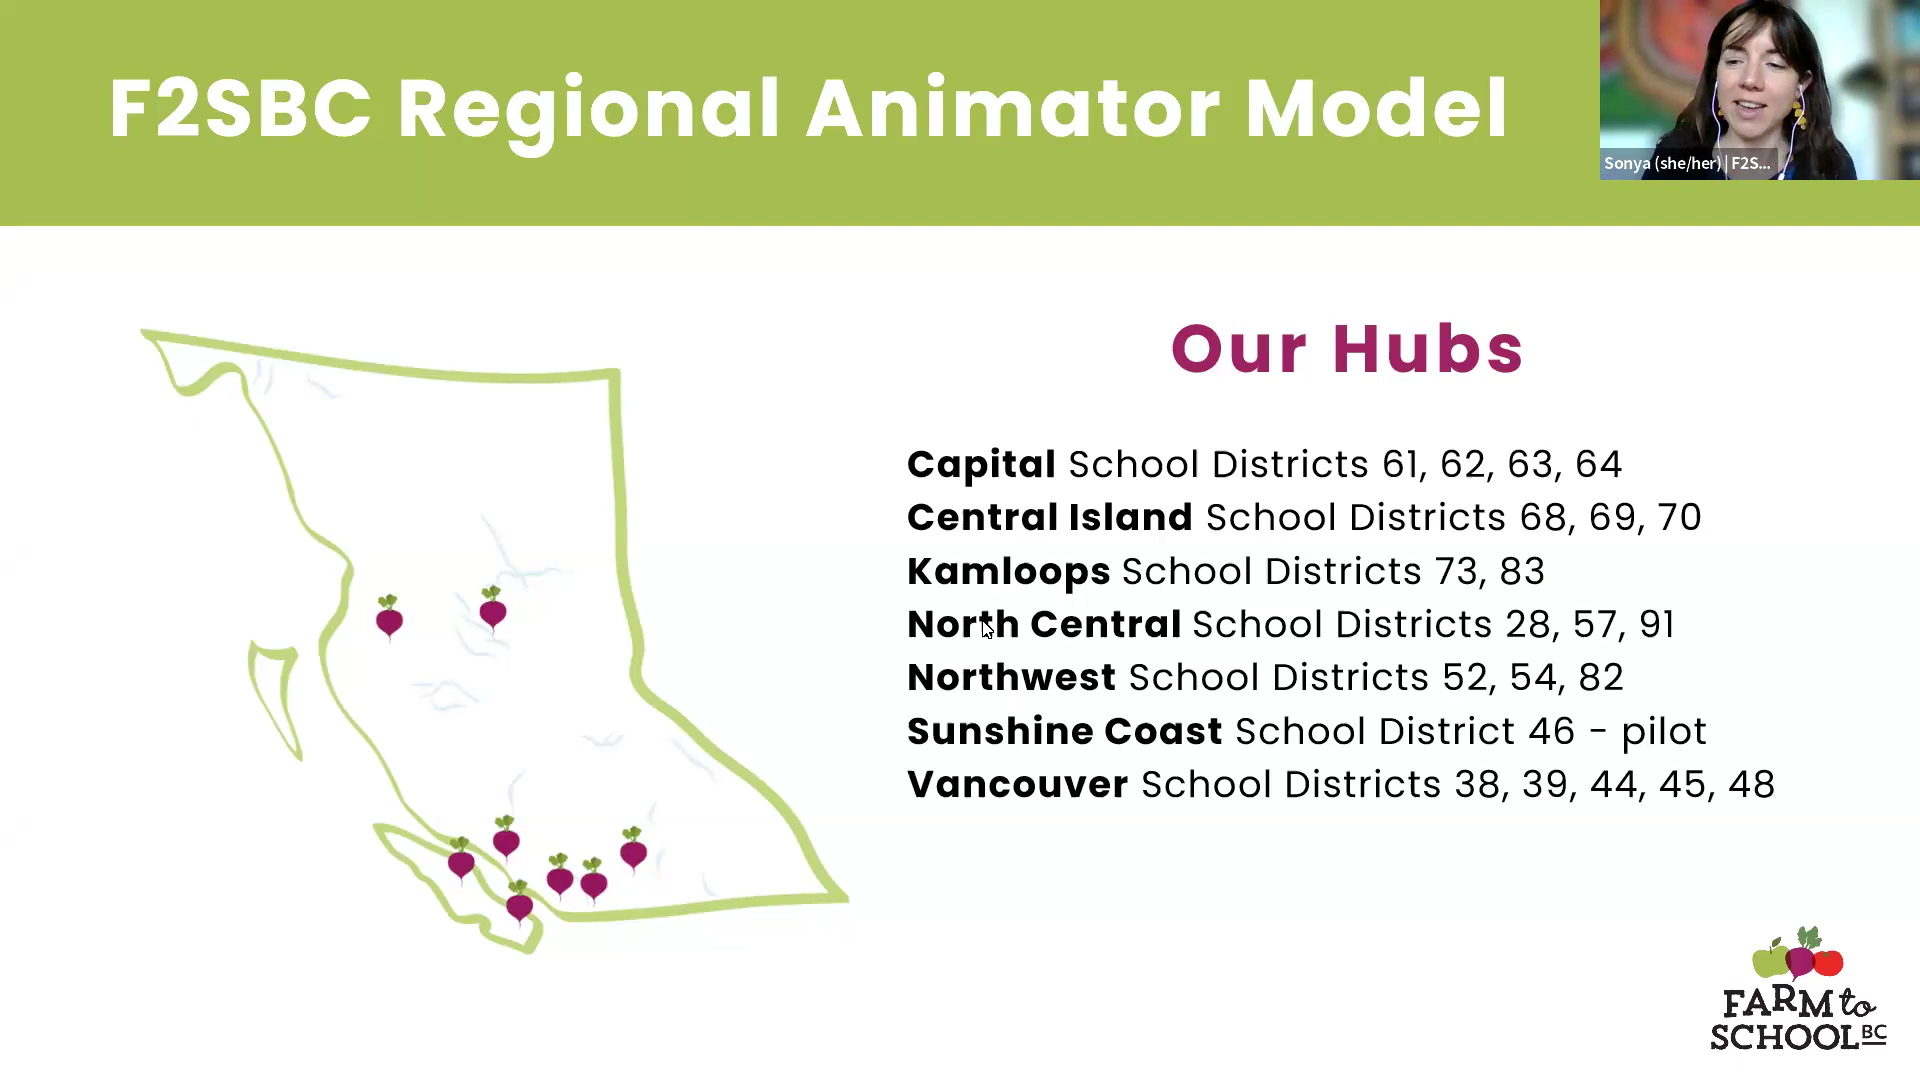 F2SBC Regional Animator Model
Sonya (she/her) | F2S...
Our Hubs
Capital School Districts 61, 62, 63, 64
Central Island School Districts 68, 69, 70
Kamloops School Districts 73, 83
North Central School Districts 28, 57, 91
Northwest School Districts 52, 54, 82
Sunshine Coast School District 46 - pilot
Vancouver School Districts 38, 39, 44, 45, 48
FARM to
SCHOOL BC